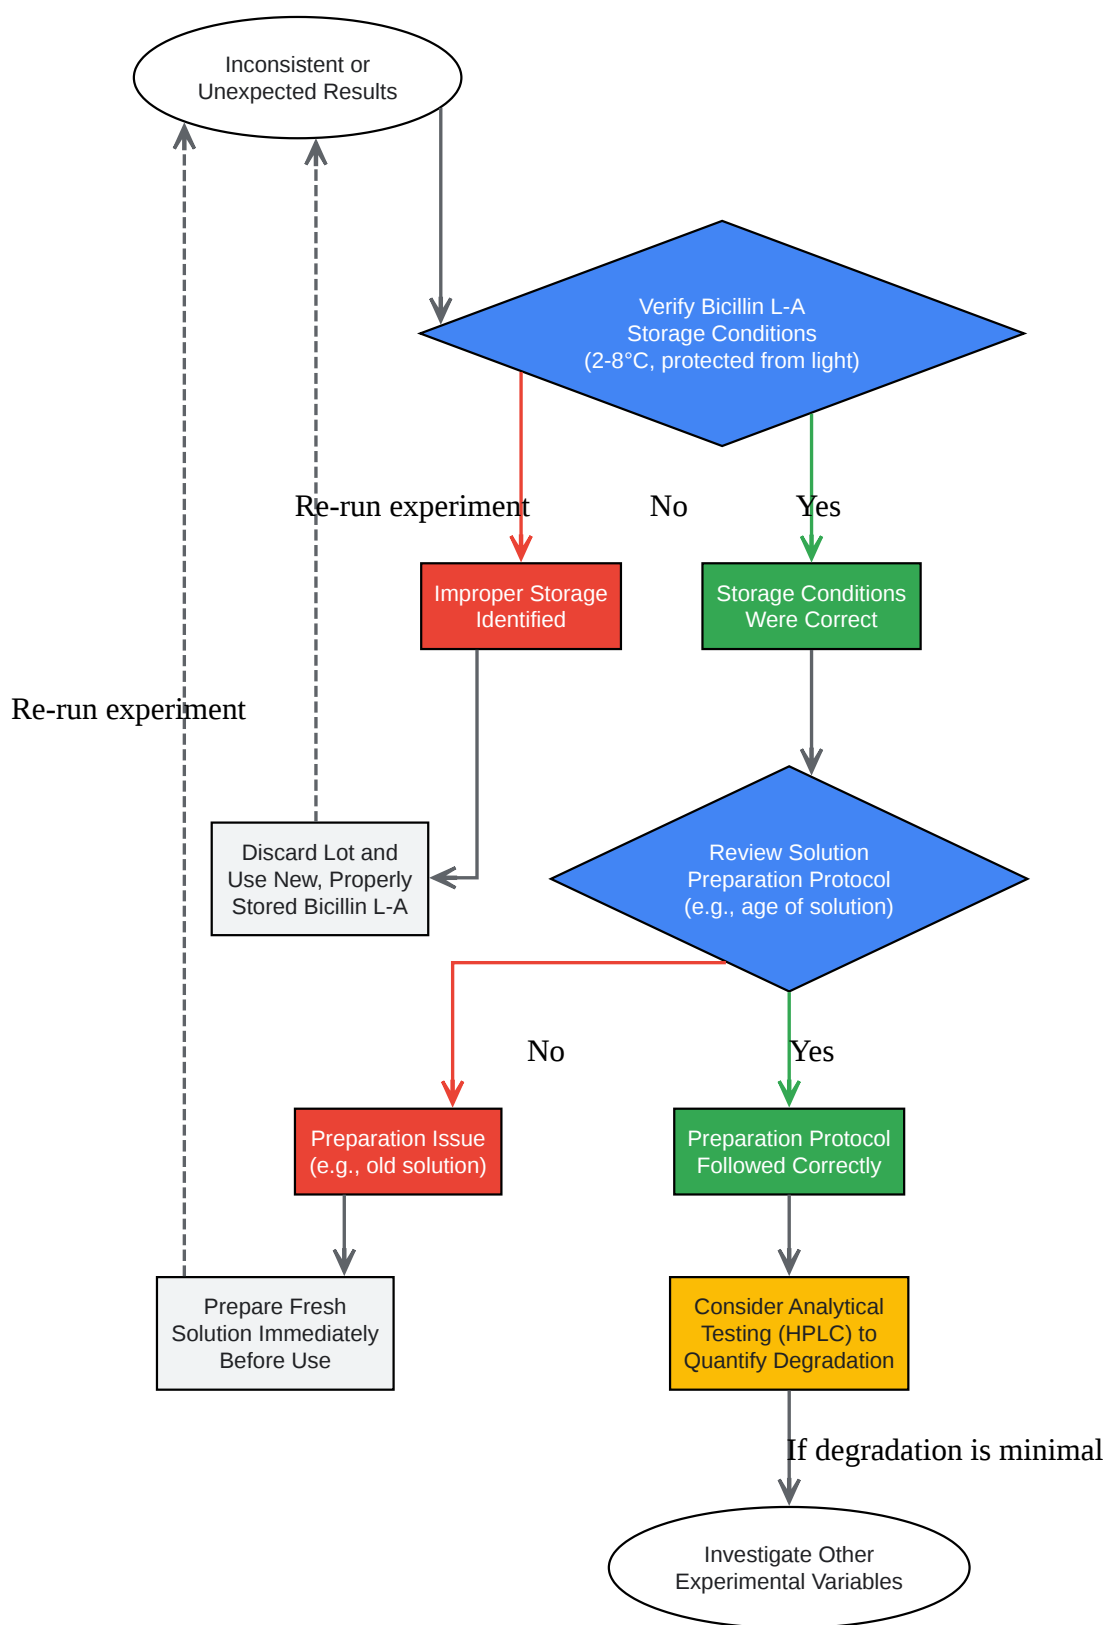 Inconsistent or
Unexpected Results
Verify Bicillin L-A
Storage Conditions
(2-8°C, protected from light)
Re-run experiment
No
Yes
Improper Storage
Identified
Storage Conditions
Were Correct
Re-run experiment
Discard Lot and
Use New, Properly
Stored Bicillin L-A
Review Solution
Preparation Protocol
(e.g., age of solution)
No
Yes
Preparation Issue
(e.g., old solution)
Preparation Protocol
Followed Correctly
Prepare Fresh
Solution Immediately
Before Use
Consider Analytical
Testing (HPLC) to
Quantify Degradation
If degradation is minimal
Investigate Other
Experimental Variables